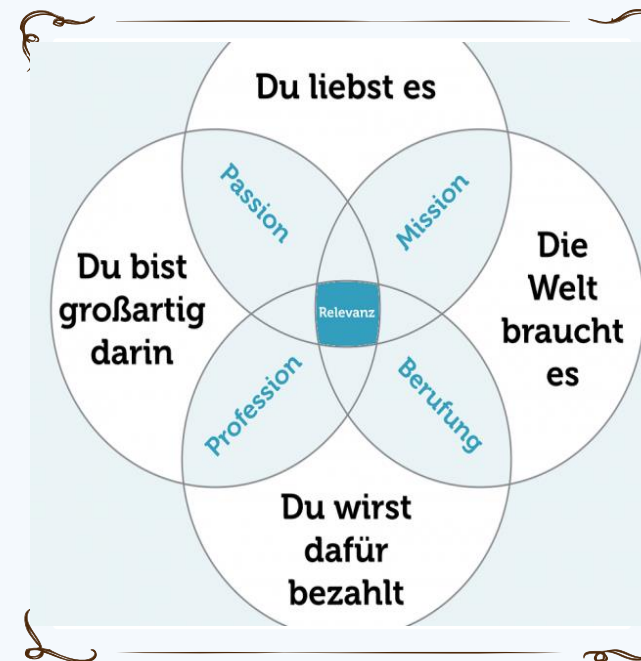 Du liebst es
Passion
Mission
Du bist
großartig
darin
Die
Welt
braucht
es
Relevanz
Profession
Berufung
Du wirst
dafür
bezahlt